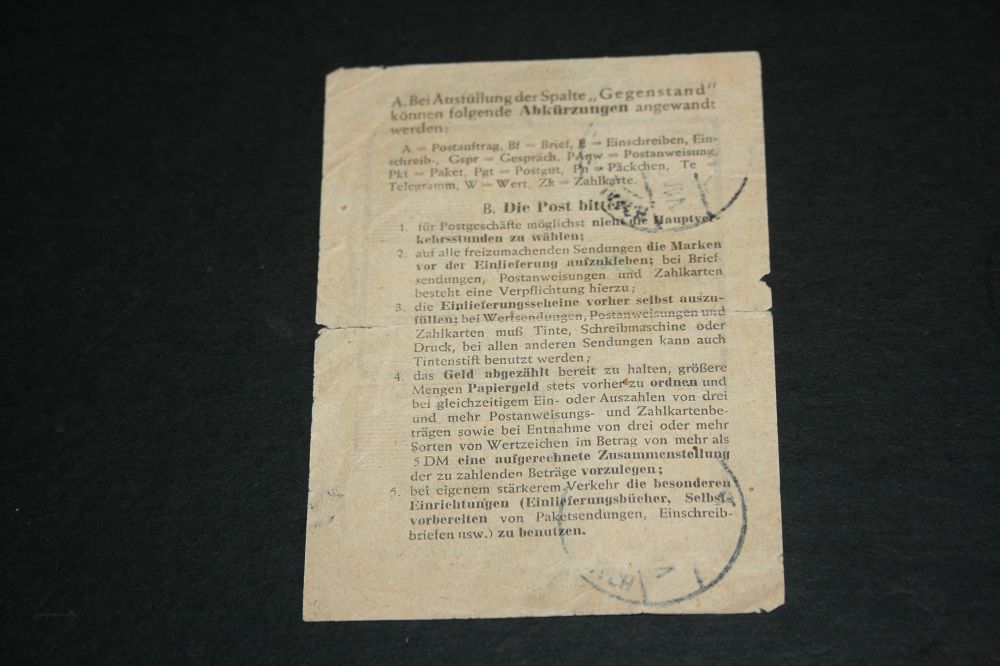 A. Bei Ausfüllung der Spalte „Gegenstand"
können folgende Abkürzungen angewandt
werden:
A = Postauftrag, Bf = Brief, E = Einschreiben, Ein-
schreib-, Gspr = Gespräch, PAnw = Postanweisung,
Pkt = Paket, Pgt = Postgut, Pn = Päckchen, Te =
Telegramm, W = Wert, Zk = Zahlkarte.
B. Die Post bittet,
1. für Postgeschäfte möglichst nicht die Hauptver-
kehrsstunden zu wählen;
2. auf alle freizumachenden Sendungen die Marken
vor der Einlieferung aufzukleben; bei Brief-
sendungen, Postanweisungen und Zahlkarten
besteht eine Verpflichtung hierzu;
3. die Einlieferungsscheine vorher selbst auszu-
füllen; bei Wertsendungen, Postanweisungen und
Zahlkarten muß Tinte, Schreibmaschine oder
Druck, bei allen anderen Sendungen kann auch
Tintenstift benutzt werden;
4. das Geld abgezählt bereit zu halten, größere
Mengen Papiergeld stets vorher zu ordnen und
bei gleichzeitigem Ein- oder Auszahlen von drei
und mehr Postanweisungs- und Zahlkartenbe-
trägen sowie bei Entnahme von drei oder mehr
Sorten von Wertzeichen im Betrag von mehr als
5 DM eine aufgerechnete Zusammenstellung
der zu zahlenden Beträge vorzulegen;
5. bei eigenem stärkerem Verkehr die besonderen
Einrichtungen (Einlieferungsbücher, Selbst-
vorbereiten von Paketsendungen, Einschreib-
briefen usw.) zu benutzen.